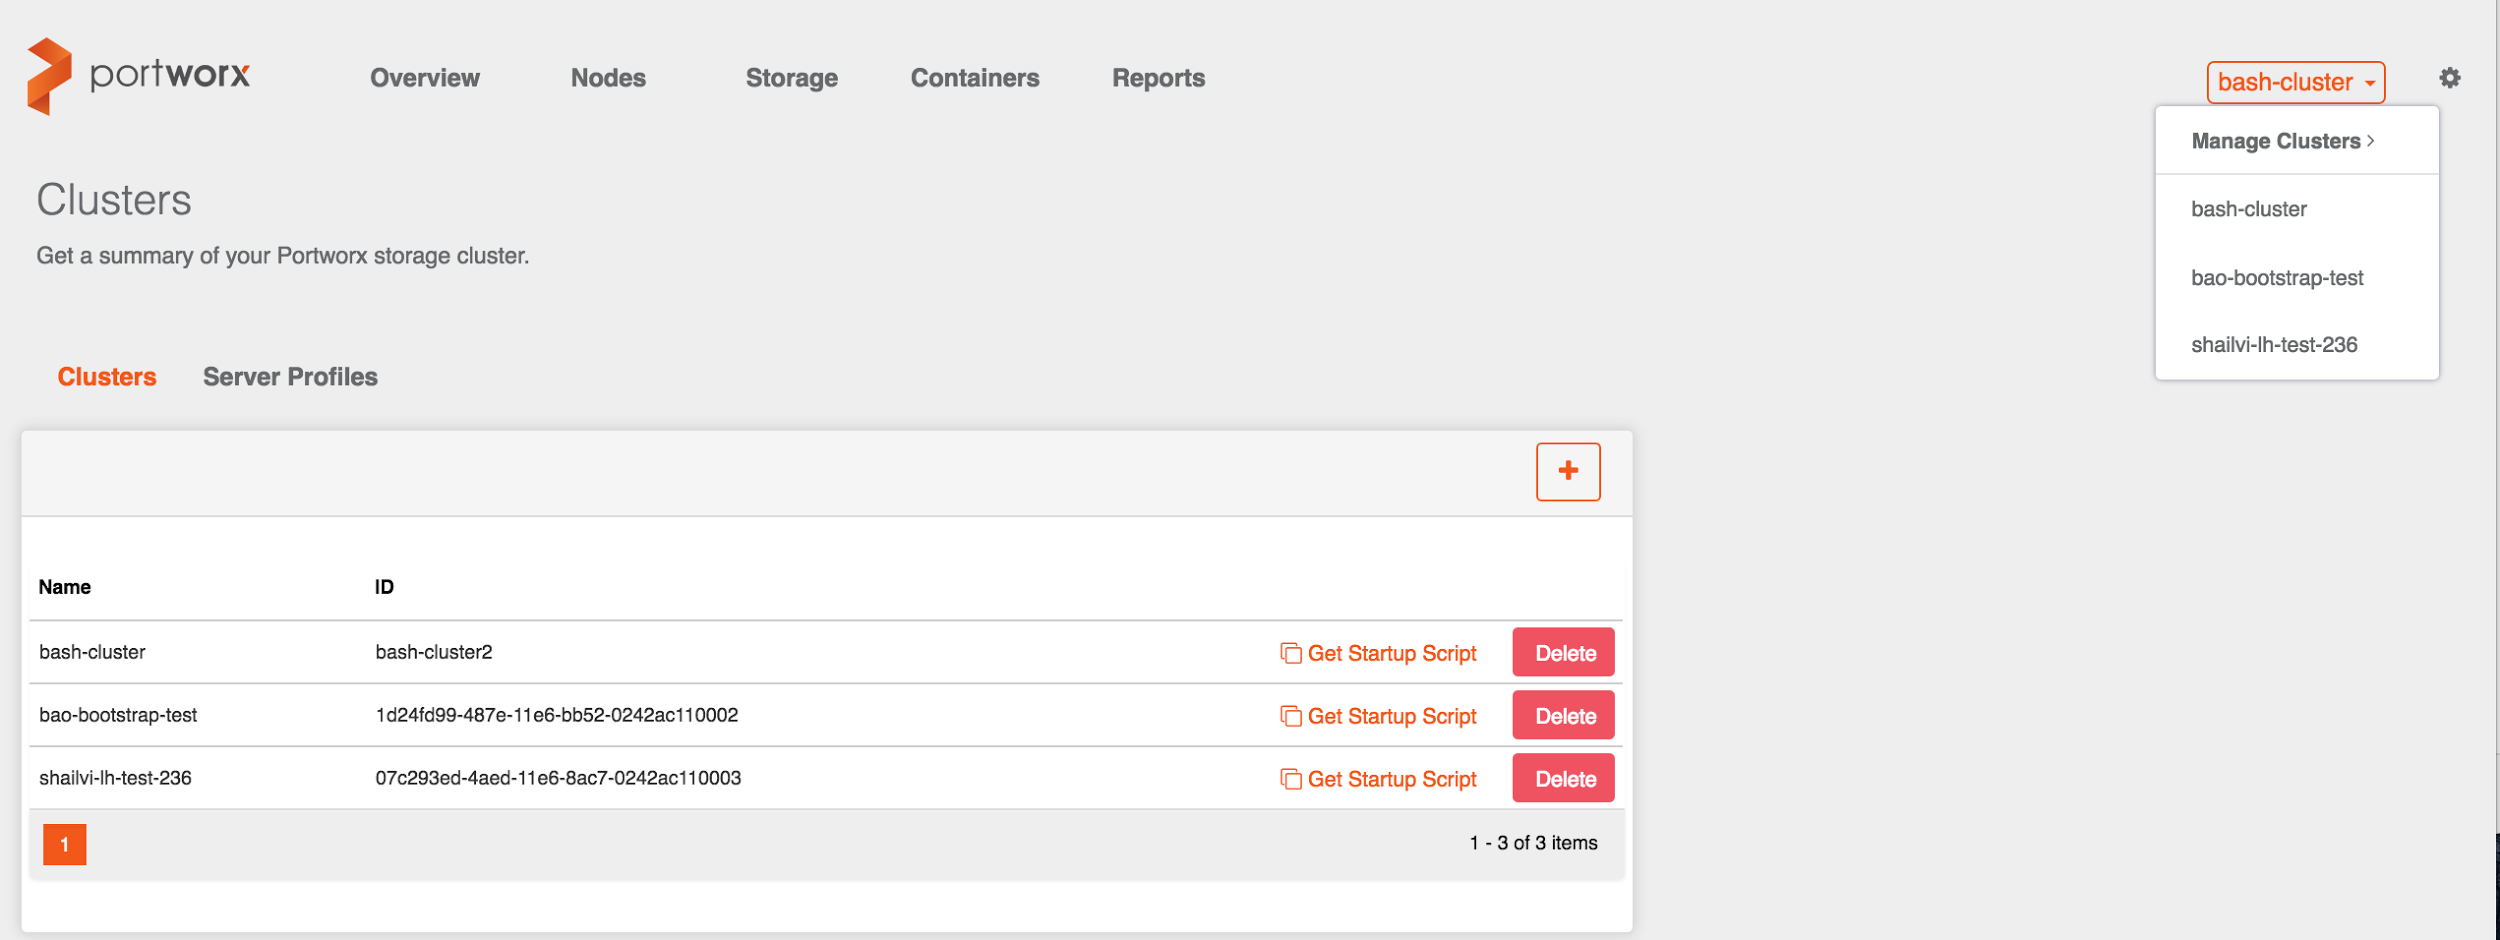 portworx
Overview Nodes Storage Containers Reports bash-cluster
Manage Clusters
bash-cluster
bao-bootstrap-test
shailvi-lh-test-236
Clusters
Get a summary of your Portworx storage cluster.
Clusters Server Profiles
+
Name ID
bash-cluster bash-cluster2 Get Startup Script Delete
bao-bootstrap-test 1d24fd99-487e-11e6-bb52-0242ac110002 Get Startup Script Delete
shailvi-lh-test-236 07c293ed-4aed-11e6-8ac7-0242ac110003 Get Startup Script Delete
1 1 - 3 of 3 items